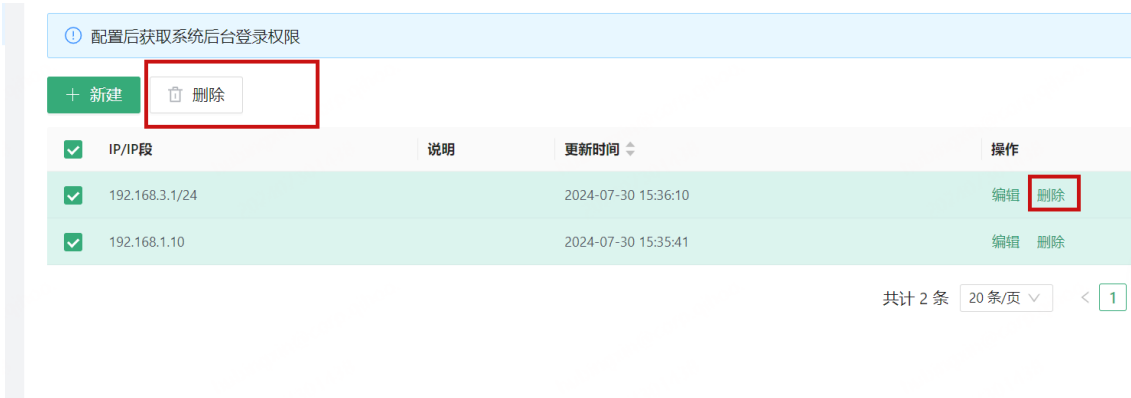 配置后获取系统后台登录权限
+ 新建 删除
IP/IP段 说明 更新时间 操作
192.168.3.1/24 2024-07-30 15:36:10 编辑 删除
192.168.1.10 2024-07-30 15:35:41 编辑 删除
共计 2 条 20 条/页 < 1